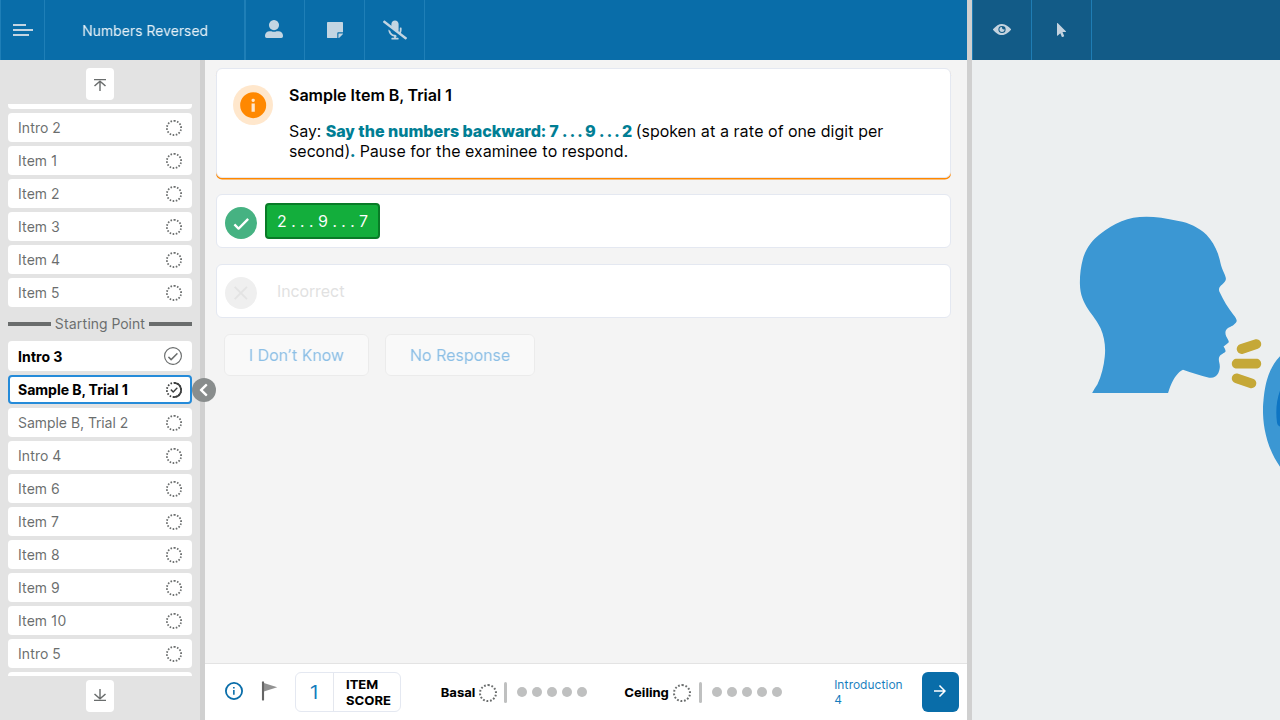 Numbers Reversed
Intro 2
Item 1
Item 2
Item 3
Item 4
Item 5
Starting Point
Intro 3
Sample B, Trial 1
Sample B, Trial 2
Intro 4
Item 6
Item 7
Item 8
Item 9
Item 10
Intro 5
Sample Item B, Trial 1
Say: Say the numbers backward: 7 . . . 9 . . . 2 (spoken at a rate of one digit per
second). Pause for the examinee to respond.
2 . . . 9 . . . 7
Incorrect
I Don’t Know
No Response
1
ITEM
SCORE
Basal
Ceiling
Introduction
4